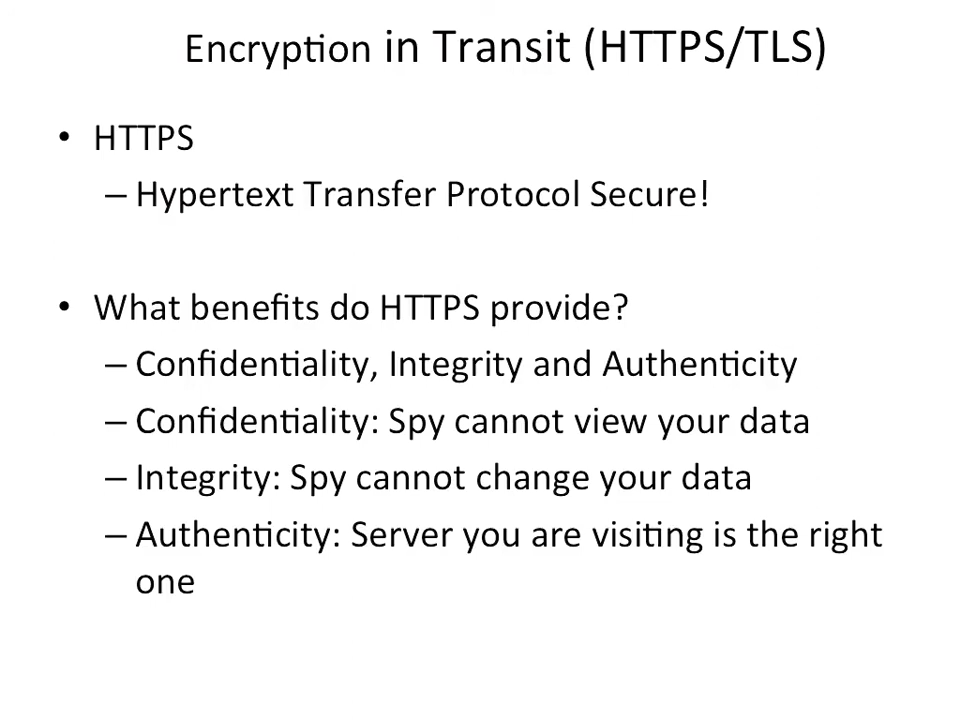 Encryption in Transit (HTTPS/TLS)
• HTTPS
– Hypertext Transfer Protocol Secure!
• What benefits do HTTPS provide?
– Confidentiality, Integrity and Authenticity
– Confidentiality: Spy cannot view your data
– Integrity: Spy cannot change your data
– Authenticity: Server you are visiting is the right
one